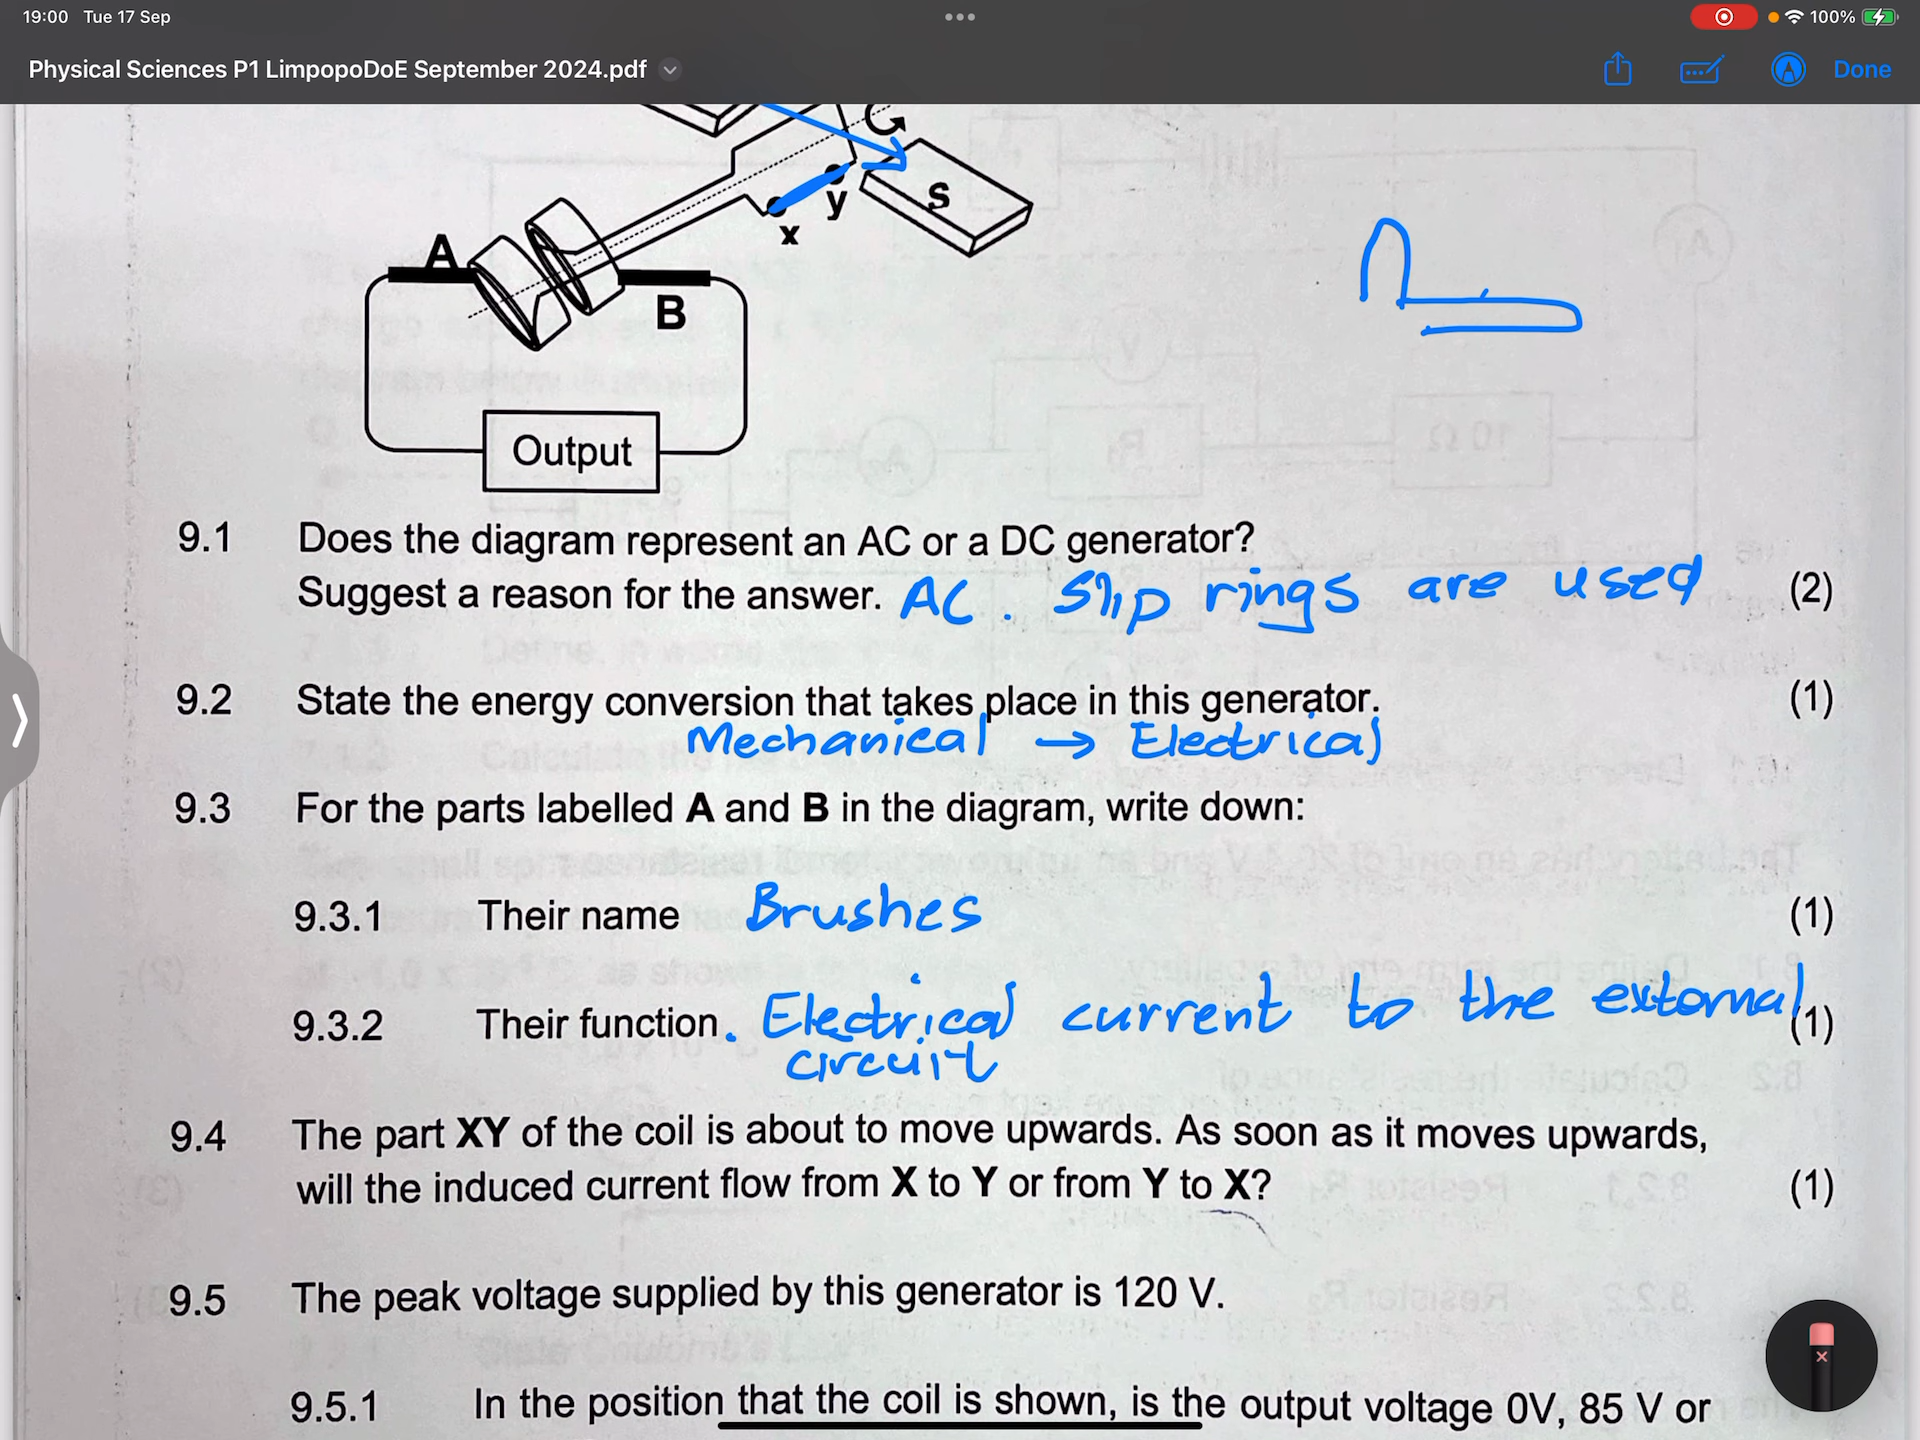 19:00 Tue 17 Sep
100%
Physical Sciences P1 LimpopoDoE September 2024.pdf
Done
S
y
x
A
B
Output
9.1 Does the diagram represent an AC or a DC generator?
Suggest a reason for the answer. AC. Slip rings are used (2)
9.2 State the energy conversion that takes place in this generator. (1)
Mechanical → Electrical
9.3 For the parts labelled A and B in the diagram, write down:
9.3.1 Their name Brushes (1)
9.3.2 Their function. Electrical current to the external (1)
circuit
9.4 The part XY of the coil is about to move upwards. As soon as it moves upwards,
will the induced current flow from X to Y or from Y to X? (1)
9.5 The peak voltage supplied by this generator is 120 V.
9.5.1 In the position that the coil is shown, is the output voltage 0V, 85 V or